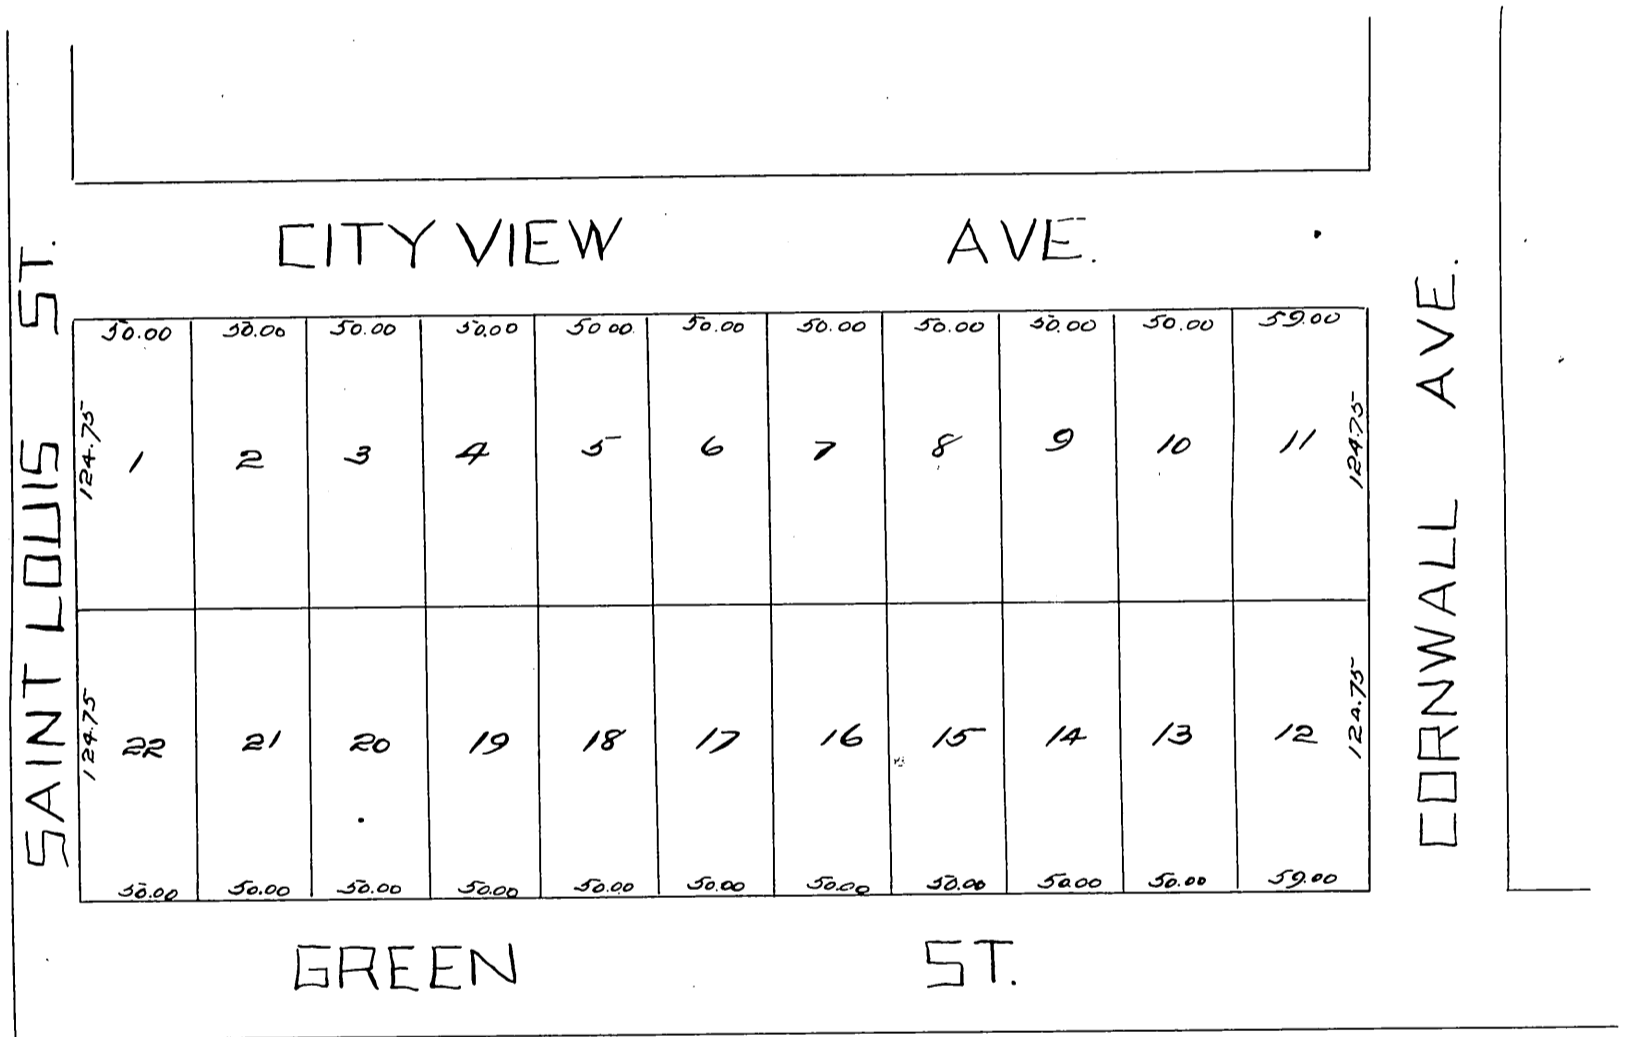 CITY VIEW AVE.
SAINT LOUIS ST.
CORNWALL AVE.
50.00 50.00 50.00 50.00 50 00 50.00 50.00 50.00 50.00 50.00 59.00
124.75 124.75
1 2 3 4 5 6 7 8 9 10 11
124.75 124.75
22 21 20 19 18 17 16 15 14 13 12
50.00 50.00 50.00 50.00 50.00 50.00 50.00 50.00 50.00 50.00 59.00
GREEN ST.